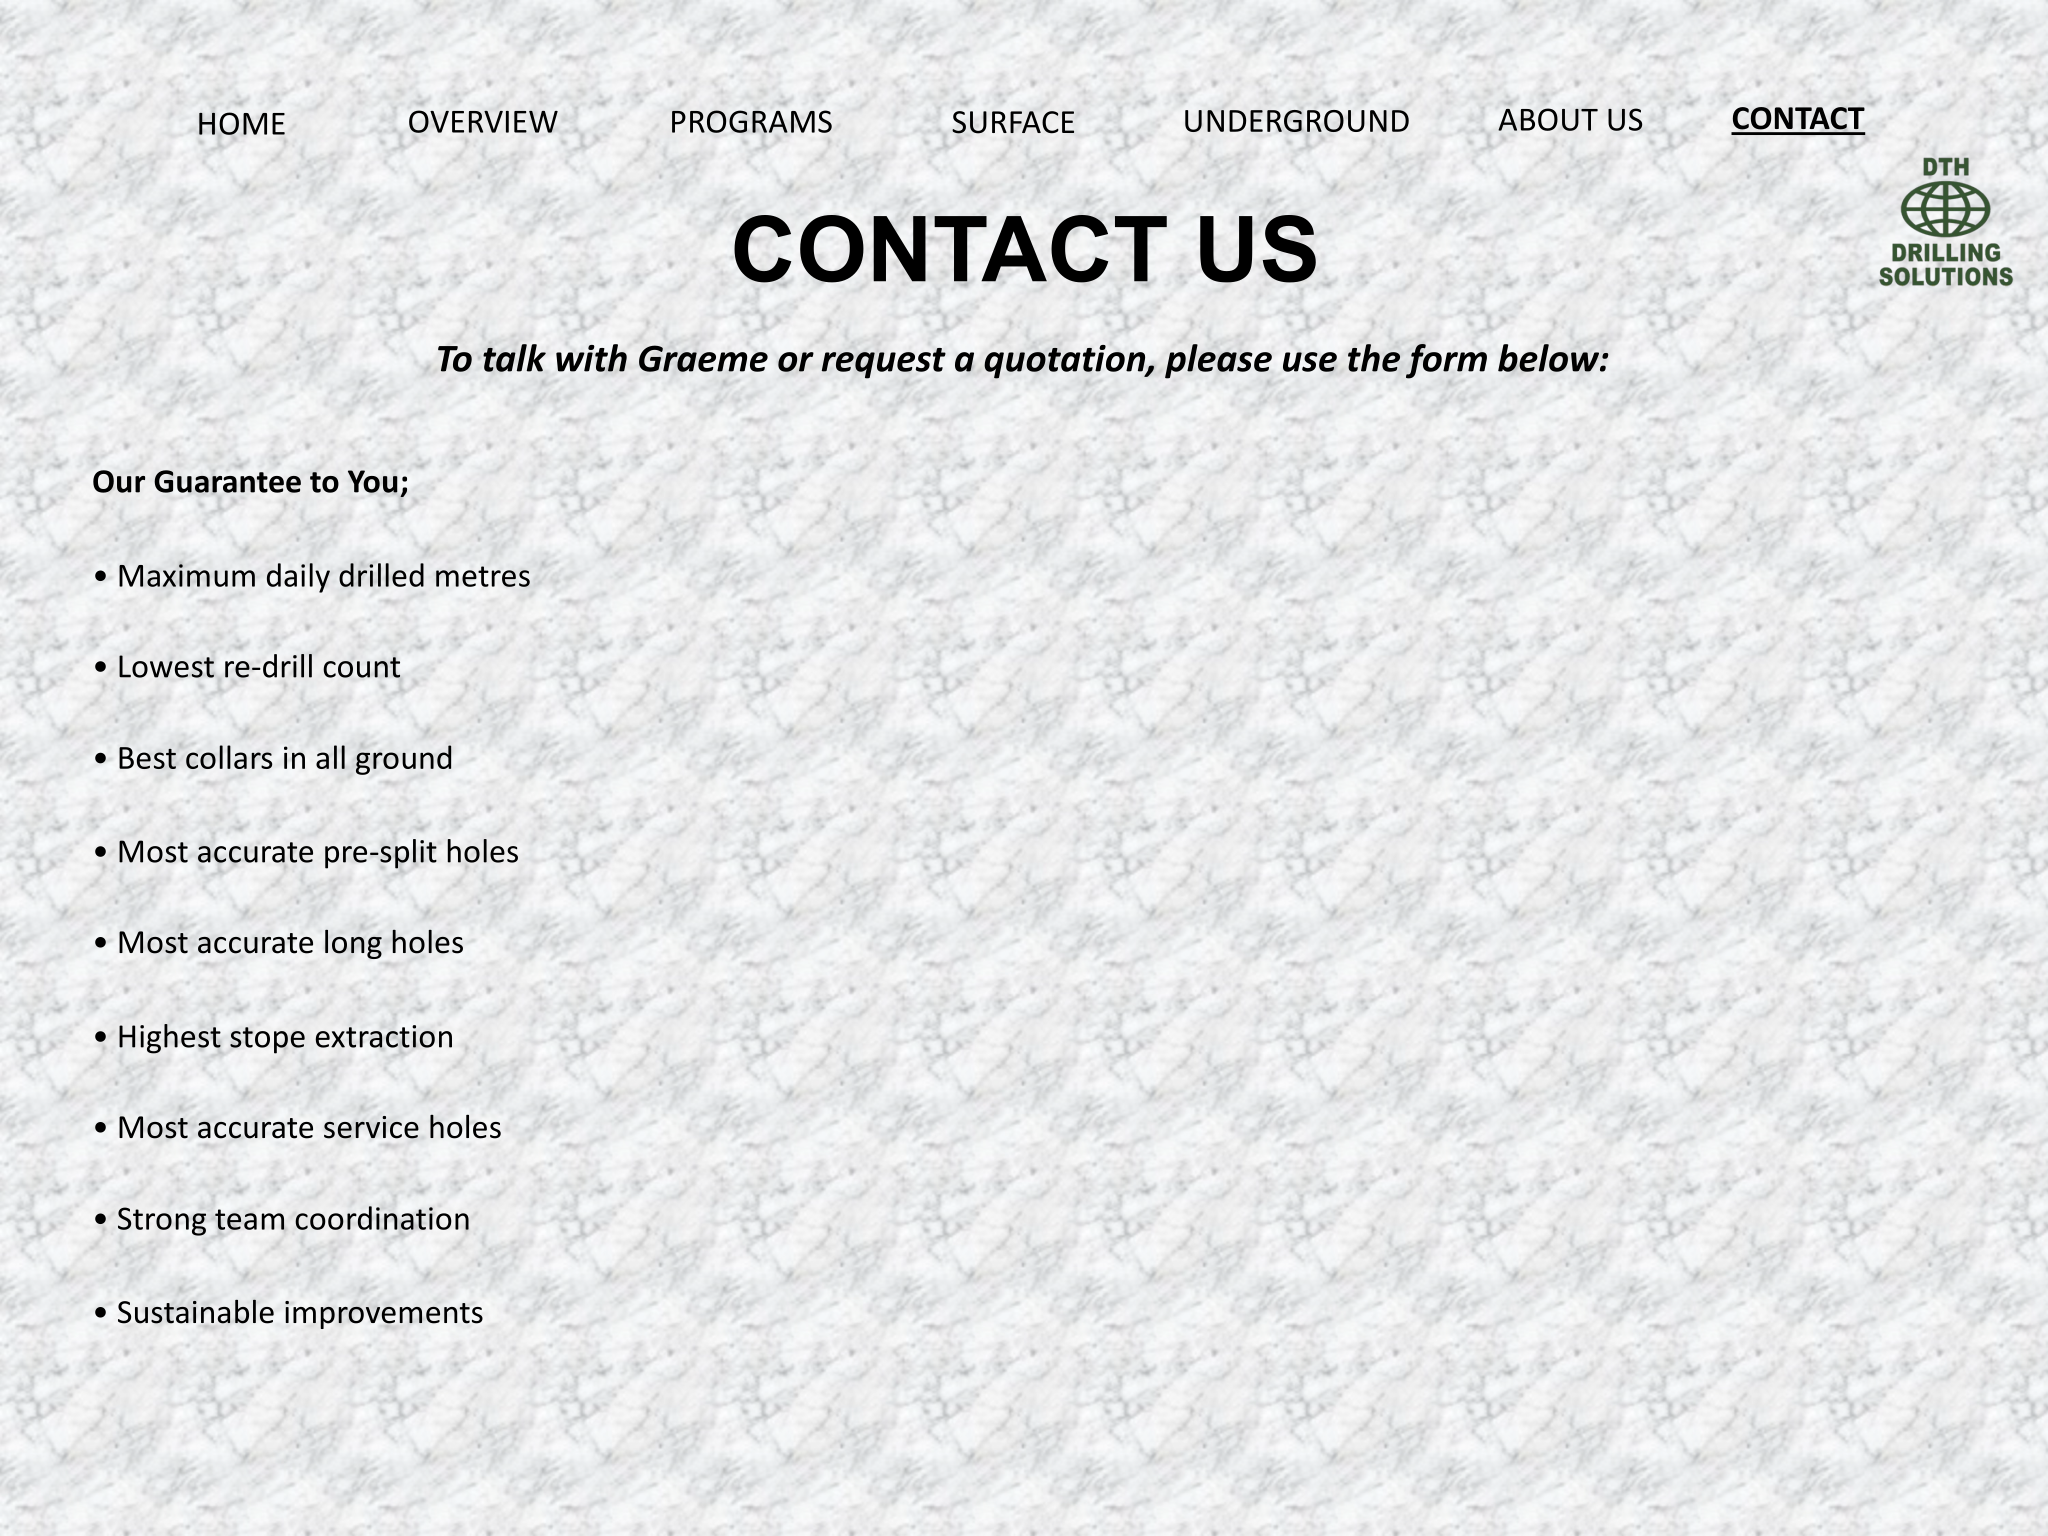 HOME OVERVIEW PROGRAMS SURFACE UNDERGROUND ABOUT US CONTACT
DTH
DRILLING
SOLUTIONS
CONTACT US
To talk with Graeme or request a quotation, please use the form below:
Our Guarantee to You;
• Maximum daily drilled metres
• Lowest re-drill count
• Best collars in all ground
• Most accurate pre-split holes
• Most accurate long holes
• Highest stope extraction
• Most accurate service holes
• Strong team coordination
• Sustainable improvements